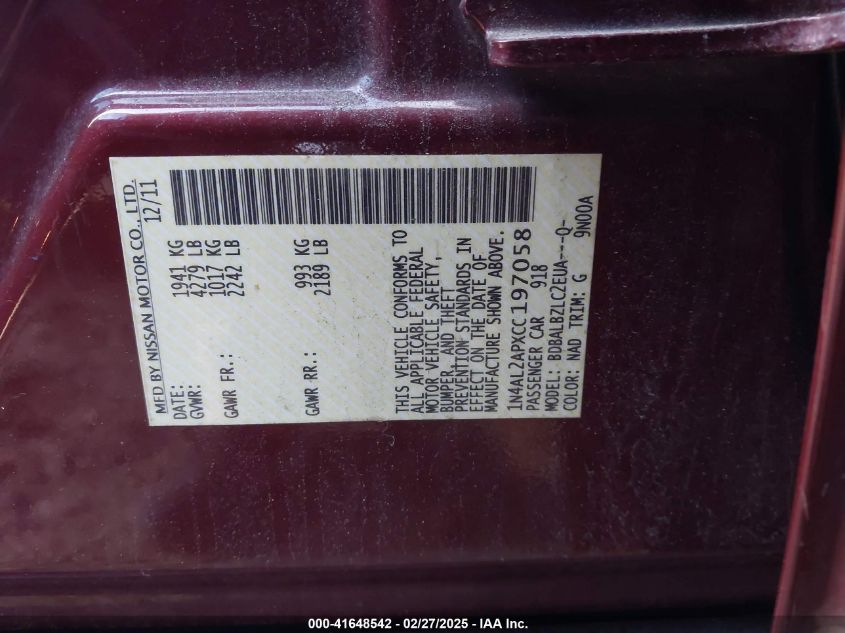 MFD BY NISSAN MOTOR CO., LTD.
DATE: 12/11
GVWR: 1941 KG
4279 LB
GAWR FR.: 1017 KG
2242 LB
GAWR RR.: 993 KG
2189 LB
THIS VEHICLE CONFORMS TO
ALL APPLICABLE FEDERAL
MOTOR VEHICLE SAFETY,
BUMPER, AND THEFT
PREVENTION STANDARDS IN
EFFECT ON THE DATE OF
MANUFACTURE SHOWN ABOVE.
1N4AL2APXCC197058
PASSENGER CAR 918
MODEL: BDBALBZLC2EUA---Q-
COLOR: NAD TRIM: G 9N00A
000-41648542 - 02/27/2025 - IAA Inc.